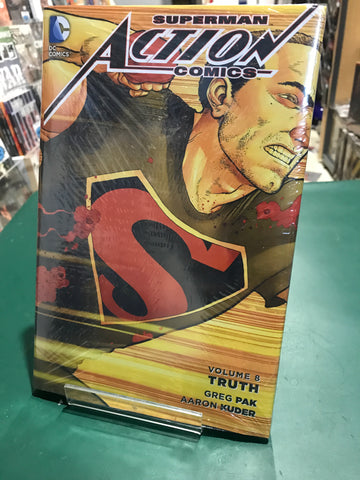 SUPERMAN
ACTION
COMICS
DC COMICS
VOLUME 8
TRUTH
GREG PAK
AARON KUDER